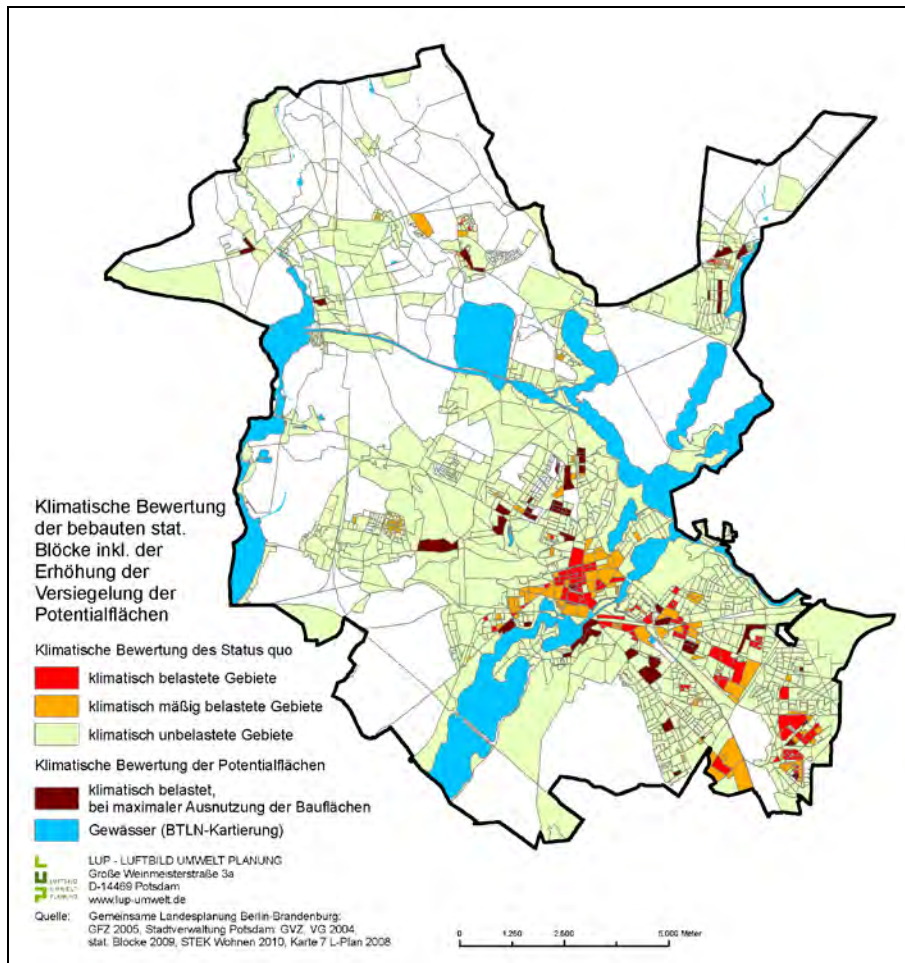 Klimatische Bewertung
der bebauten stat.
Blöcke inkl. der
Erhöhung der
Versiegelung der
Potentialflächen
Klimatische Bewertung des Status quo
klimatisch belastete Gebiete
klimatisch mäßig belastete Gebiete
klimatisch unbelastete Gebiete
Klimatische Bewertung der Potentialflächen
klimatisch belastet,
bei maximaler Ausnutzung der Bauflächen
Gewässer (BTLN-Kartierung)
LUFTBILD
UMWELT
PLANUNG
LUP - LUFTBILD UMWELT PLANUNG
Große Weinmeisterstraße 3a
D-14469 Potsdam
www.lup-umwelt.de
Quelle: Gemeinsame Landesplanung Berlin-Brandenburg:
GFZ 2005, Stadtverwaltung Potsdam: GVZ, VG 2004,
stat. Blöcke 2009, STEK Wohnen 2010, Karte 7 L-Plan 2008
0 1.250 2.500 5.000 Meter